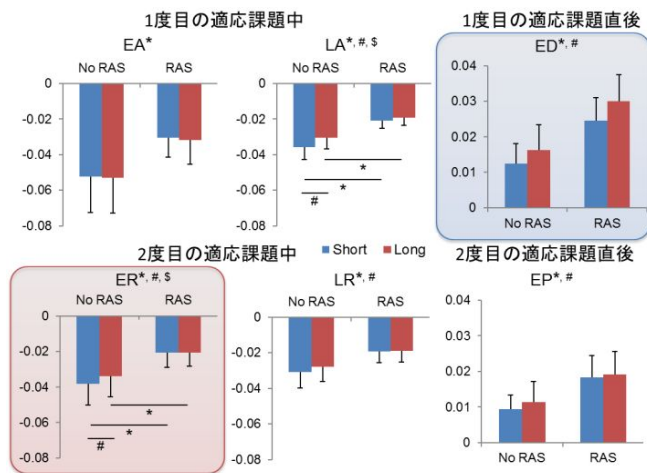 1度目の適応課題中
1度目の適応課題直後
EA*
LA*, #, $
ED*, #
No RAS
RAS
No RAS
RAS
0
-0.02
-0.04
-0.06
-0.08
0
-0.02
-0.04
-0.06
-0.08
*
*
#
0.04
0.03
0.02
0.01
0
No RAS
RAS
2度目の適応課題中
Short
Long
2度目の適応課題直後
ER*, #, $
LR*, #
EP*, #
No RAS
RAS
No RAS
RAS
0
-0.02
-0.04
-0.06
-0.08
*
*
#
0
-0.02
-0.04
-0.06
-0.08
0.04
0.03
0.02
0.01
0
No RAS
RAS